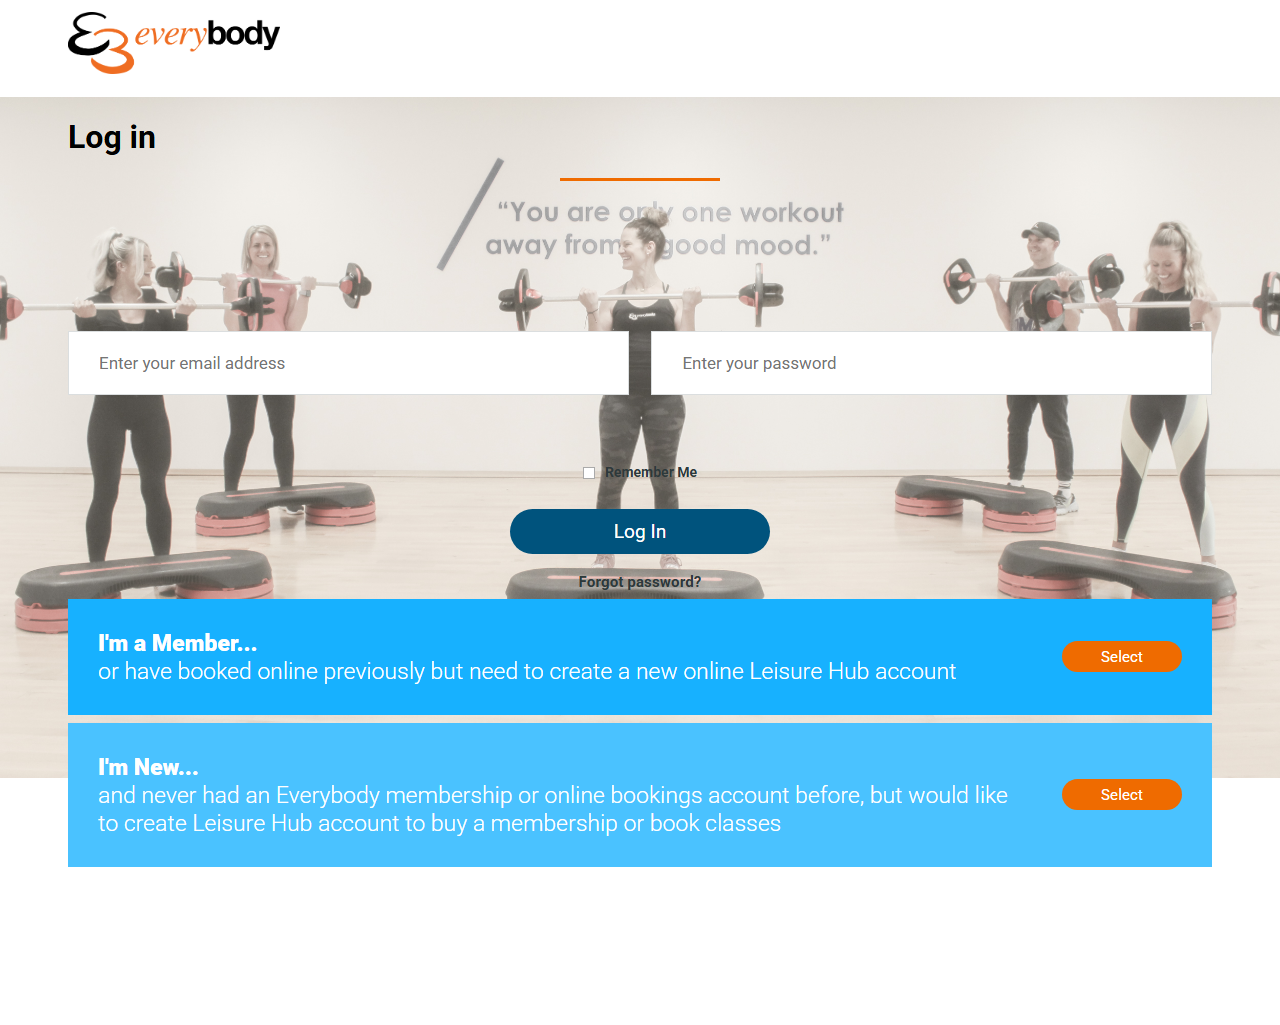 everybody
Log in
“You are only one workout
away from good mood.”
Enter your email address
Enter your password
Remember Me
Log In
Forgot password?
I'm a Member...
or have booked online previously but need to create a new online Leisure Hub account
Select
I'm New...
and never had an Everybody membership or online bookings account before, but would like
to create Leisure Hub account to buy a membership or book classes
Select